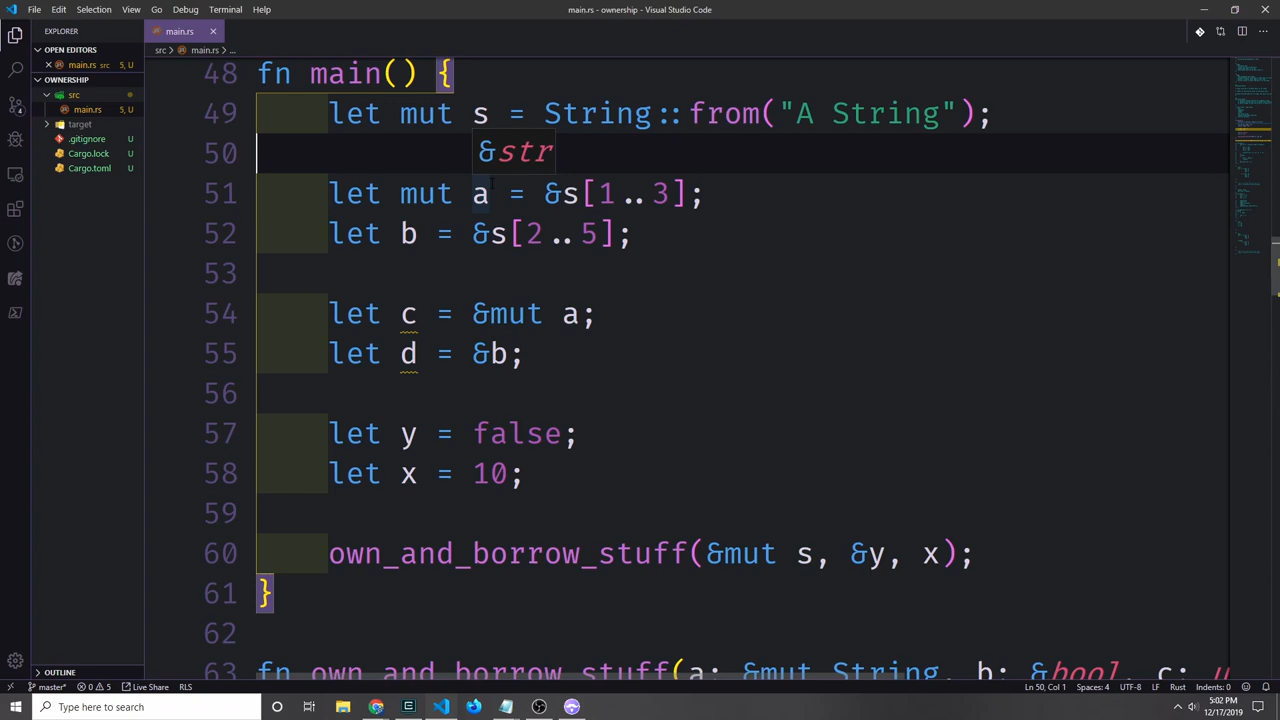 File Edit Selection View Go Debug Terminal Help
main.rs - ownership - Visual Studio Code
EXPLORER
OPEN EDITORS
main.rs src 5, U
OWNERSHIP
src
main.rs 5, U
target
.gitignore
Cargo.lock
Cargo.toml
OUTLINE
main.rs
src > main.rs > ...
48 fn main() {
49 let mut s = String::from("A String");
50 &str
51 let mut a = &s[1..3];
52 let b = &s[2..5];
53
54 let c = &mut a;
55 let d = &b;
56
57 let y = false;
58 let x = 10;
59
60 own_and_borrow_stuff(&mut s, &y, x);
61 }
62
63 fn own_and_borrow_stuff(a: &mut String, b: &bool, c: u
master* 0 5 Live Share RLS
Ln 50, Col 1 Spaces: 4 UTF-8 LF Rust Indents: 0
Type here to search
5:02 PM
12/17/2019